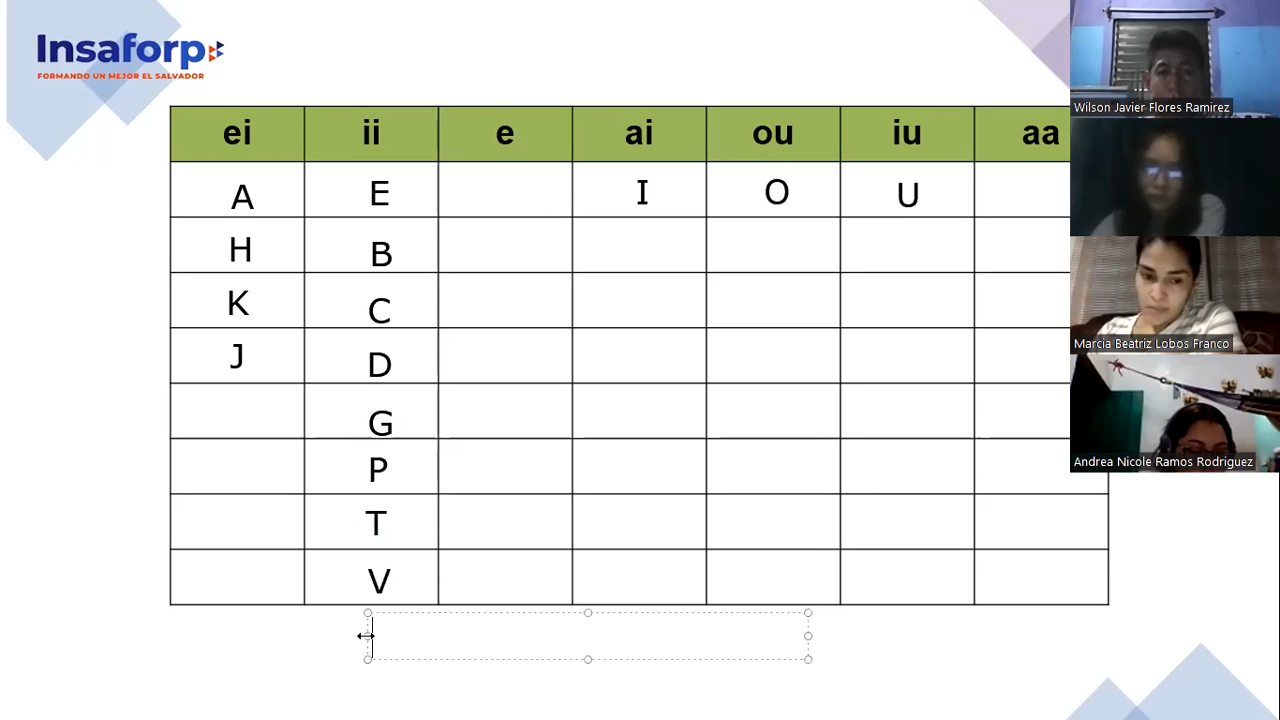 Insaforp
FORMANDO UN MEJOR EL SALVADOR
ei ii e ai ou iu aa
A E I O U
H B
K C
J D
G
P
T
V
Wilson Javier Flores Ramirez
Marcia Beatriz Lobos Franco
Andrea Nicole Ramos Rodriguez